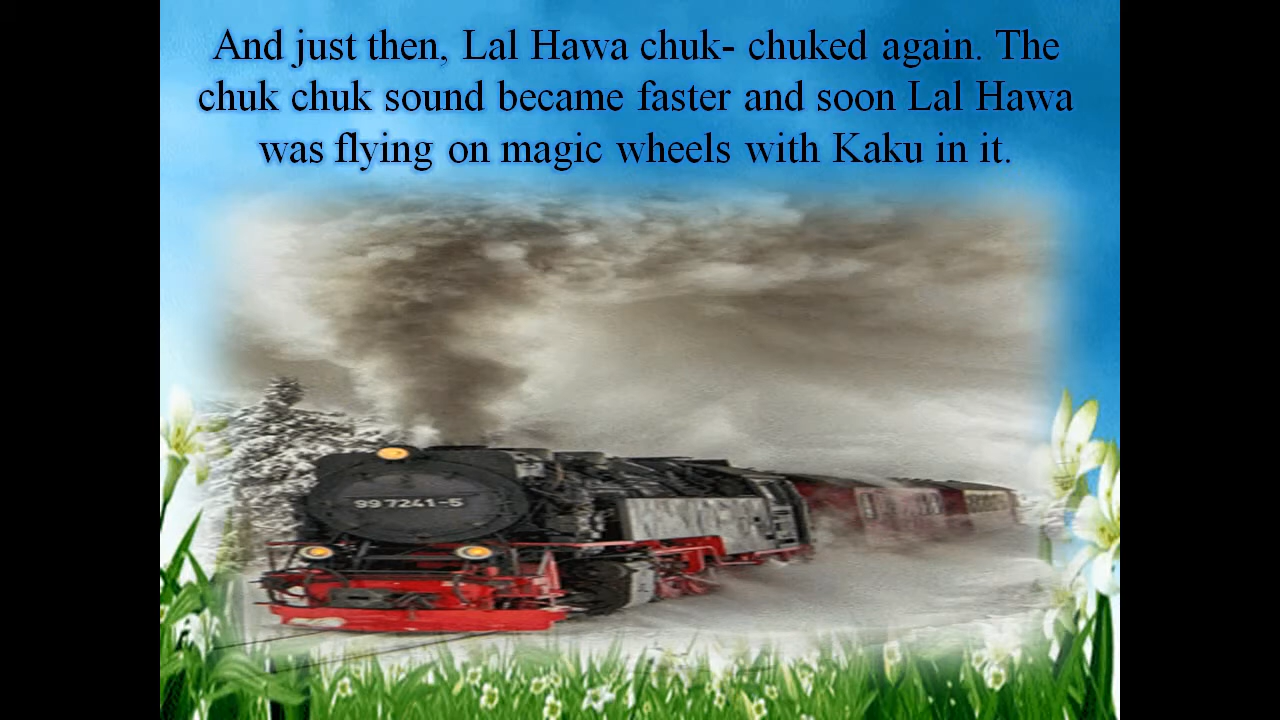 And just then, Lal Hawa chuk- chuked again. The
chuk chuk sound became faster and soon Lal Hawa
was flying on magic wheels with Kaku in it.
99 7241-5